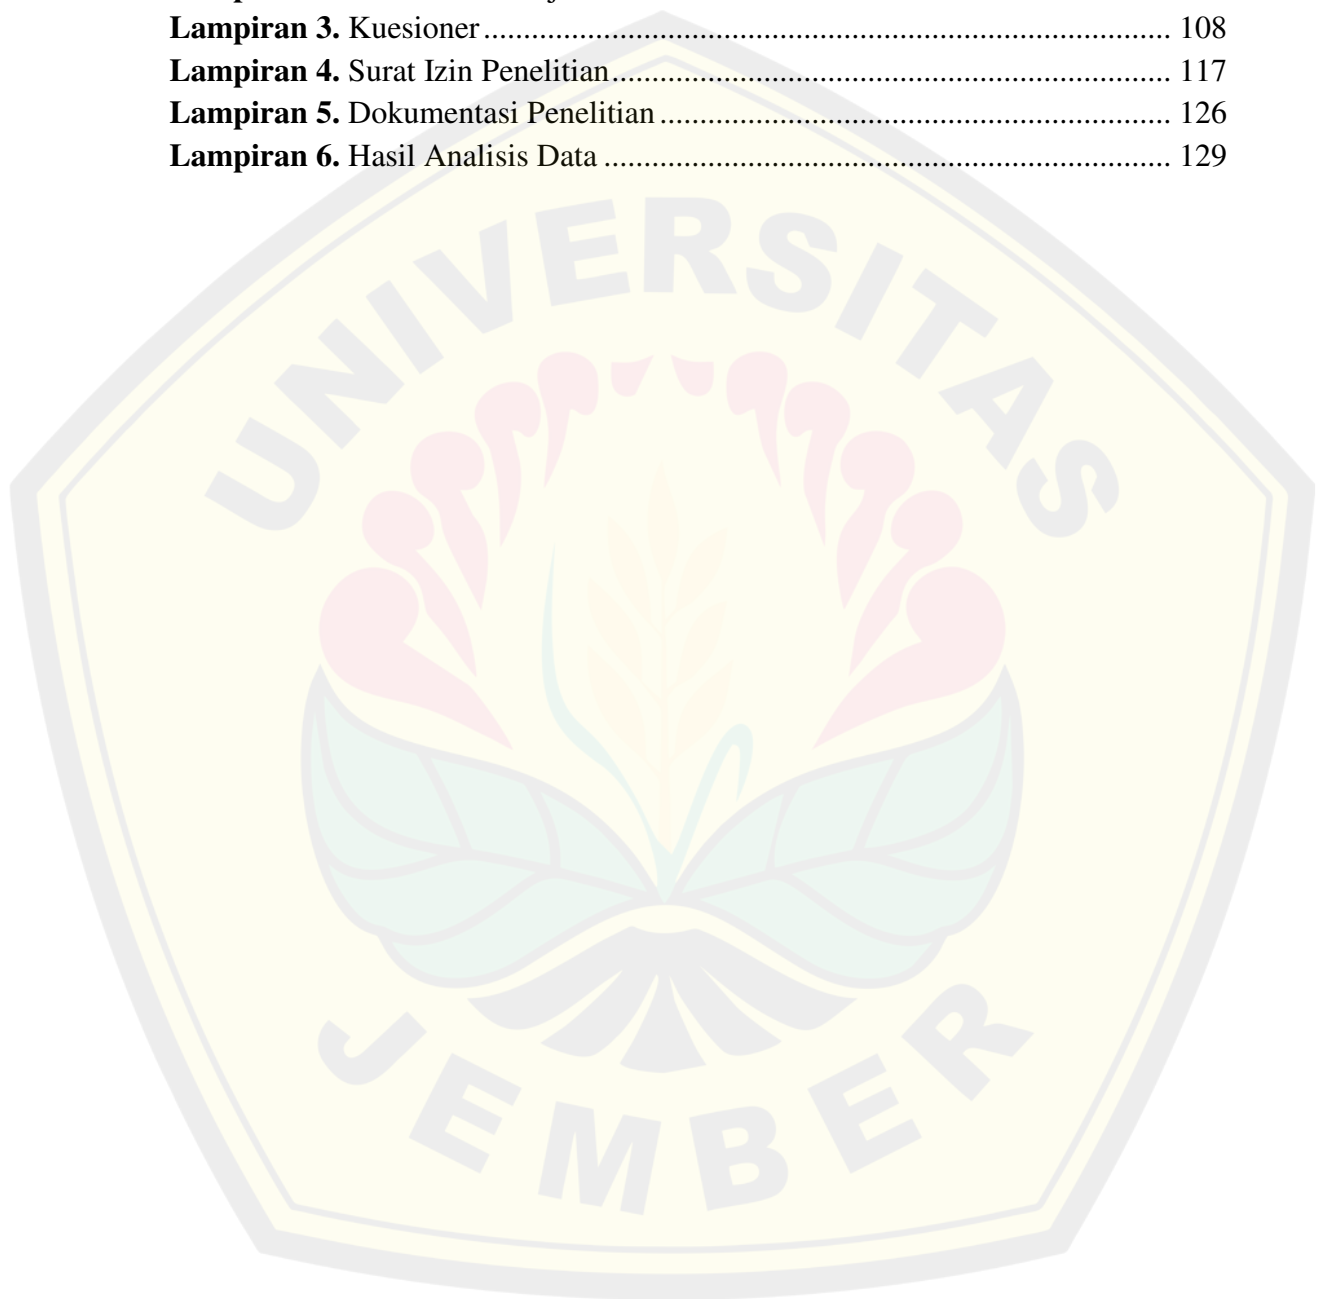 Lampiran 3. Kuesioner ........................................................................................ 108
Lampiran 4. Surat Izin Penelitian........................................................................ 117
Lampiran 5. Dokumentasi Penelitian .................................................................. 126
Lampiran 6. Hasil Analisis Data ......................................................................... 129
UNIVERSITAS
JEMBER